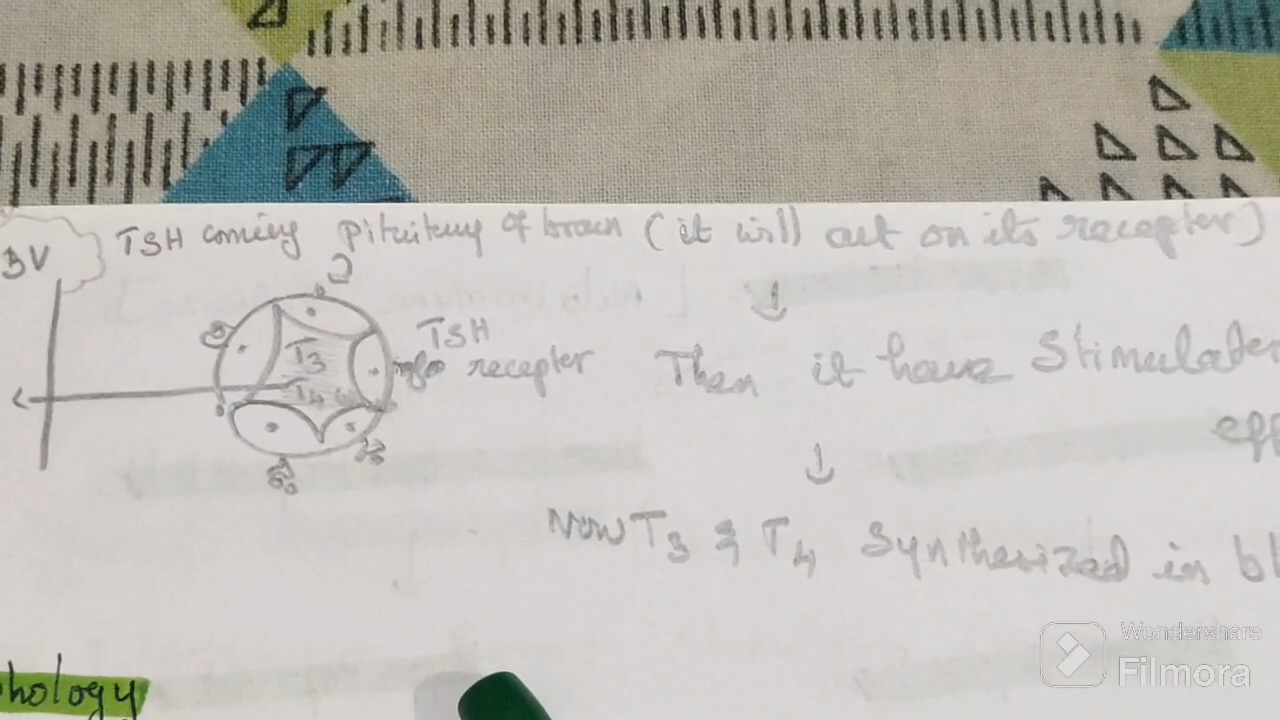 BV
TSH coming pituitary of brain (it will act on its receptor)
TSH
receptor
T3
T4
Then it have Stimulater
eff
Now T3 & T4 Synthesized in bl
hology
Wondershare
Filmora